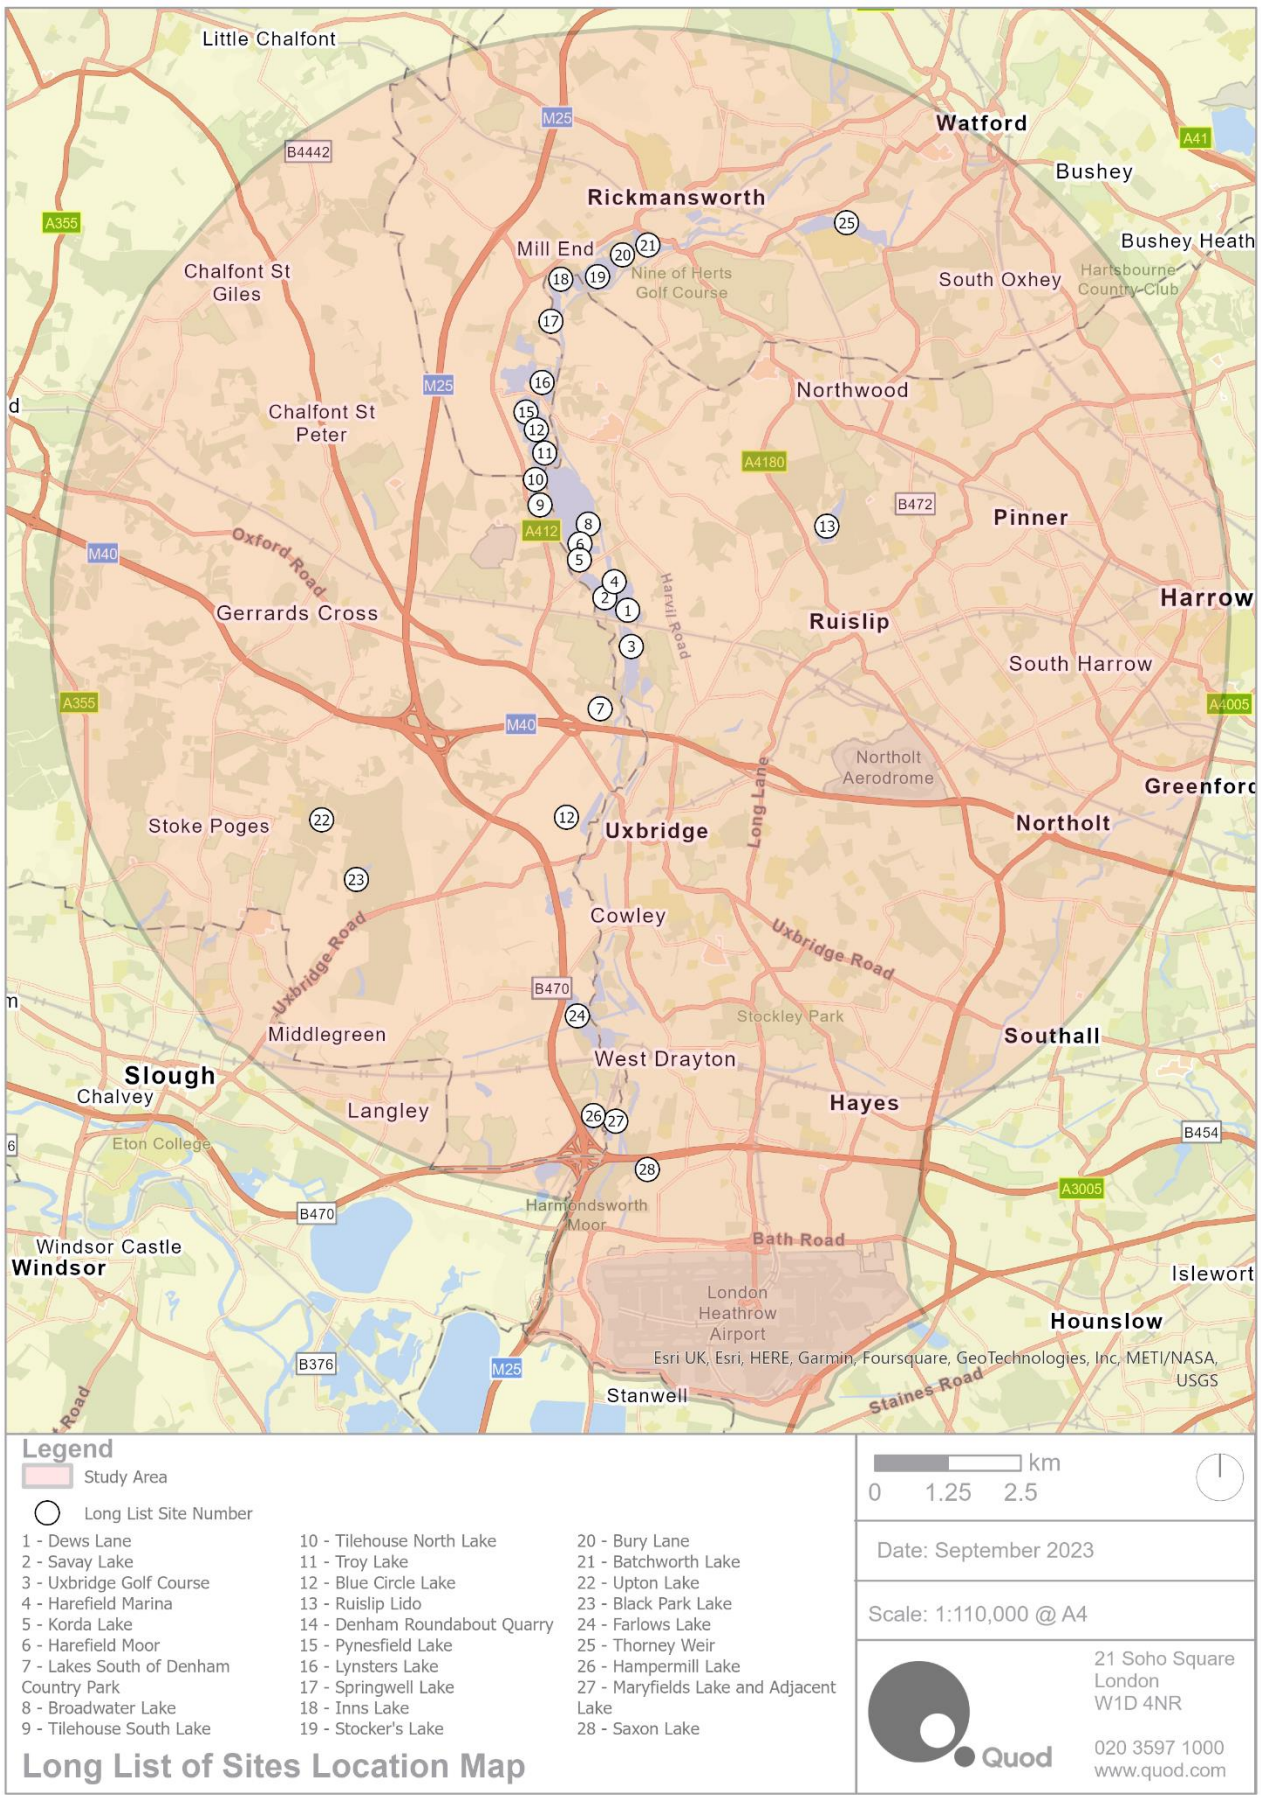 Little Chalfont
M25
Watford
B4442
A41
Bushey
Rickmansworth
A355
25
Bushey Heath
Mill End
21
20
Chalfont St
Giles
18
19
Nine of Herts
Golf Course
South Oxhey
Hartsbourne
Country Club
17
M25
16
Northwood
d
Chalfont St
Peter
15
12
11
A4180
10
9
B472
Pinner
8
13
A412
6
5
M40
Oxford Road
4
2
1
Harvil Road
Harrow
Gerrards Cross
Ruislip
3
South Harrow
A355
7
A4005
M40
Northolt
Aerodrome
Long Lane
Greenford
22
12
Stoke Poges
Uxbridge
Northolt
23
Cowley
Uxbridge Road
Uxbridge Road
B470
m
24
Stockley Park
Middlegreen
Southall
West Drayton
Slough
Chalvey
Langley
Hayes
26
27
Eton College
B454
6
28
A3005
B470
Harmondsworth
Moor
Bath Road
Windsor Castle
Windsor
Islewort
London
Heathrow
Airport
Hounslow
B376
M25
Esri UK, Esri, HERE, Garmin, Foursquare, GeoTechnologies, Inc, METI/NASA,
USGS
Stanwell
Staines Road
t Road
Legend
Study Area
Long List Site Number
1 - Dews Lane
2 - Savay Lake
3 - Uxbridge Golf Course
4 - Harefield Marina
5 - Korda Lake
6 - Harefield Moor
7 - Lakes South of Denham
Country Park
8 - Broadwater Lake
9 - Tilehouse South Lake
10 - Tilehouse North Lake
11 - Troy Lake
12 - Blue Circle Lake
13 - Ruislip Lido
14 - Denham Roundabout Quarry
15 - Pynesfield Lake
16 - Lynsters Lake
17 - Springwell Lake
18 - Inns Lake
19 - Stocker's Lake
20 - Bury Lane
21 - Batchworth Lake
22 - Upton Lake
23 - Black Park Lake
24 - Farlows Lake
25 - Thorney Weir
26 - Hampermill Lake
27 - Maryfields Lake and Adjacent
Lake
28 - Saxon Lake
Long List of Sites Location Map
km
0 1.25 2.5
Date: September 2023
Scale: 1:110,000 @ A4
Quod
21 Soho Square
London
W1D 4NR
020 3597 1000
www.quod.com